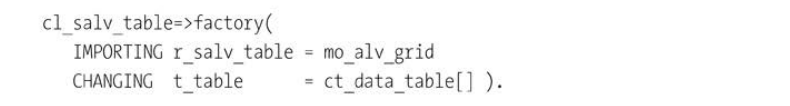 cl_salv_table=>factory(
IMPORTING r_salv_table = mo_alv_grid
CHANGING t_table = ct_data_table[] ).